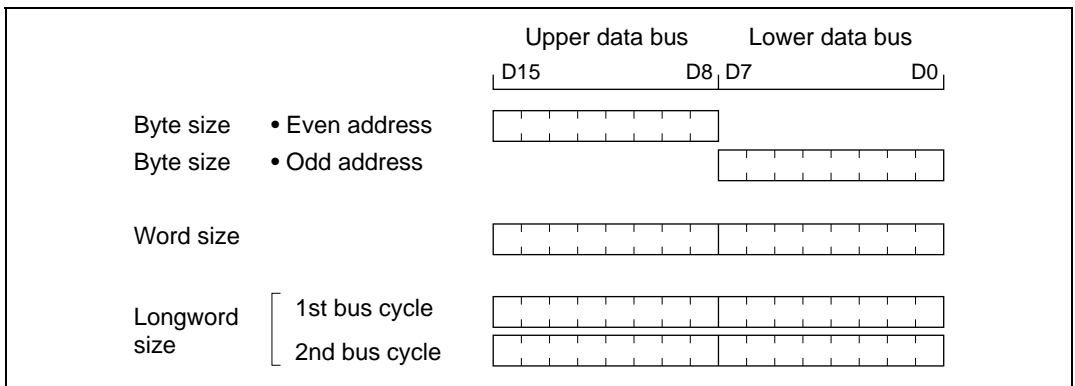 Upper data bus Lower data bus
D15 D8 D7 D0
Byte size • Even address
Byte size • Odd address
Word size
Longword size
1st bus cycle
2nd bus cycle